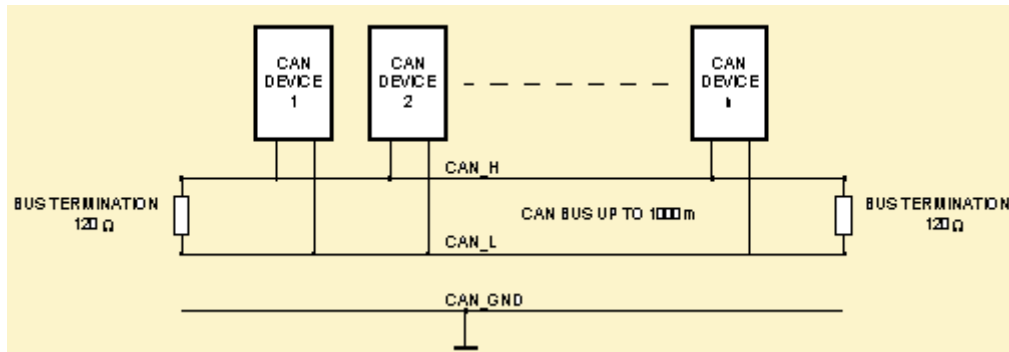 CAN
DEVICE
1
CAN
DEVICE
2
CAN
DEVICE
CAN_H
BUS TERMINATION
120 Ω
CAN BUS UP TO 1000 m
BUS TERMINATION
120 Ω
CAN_L
CAN_GND